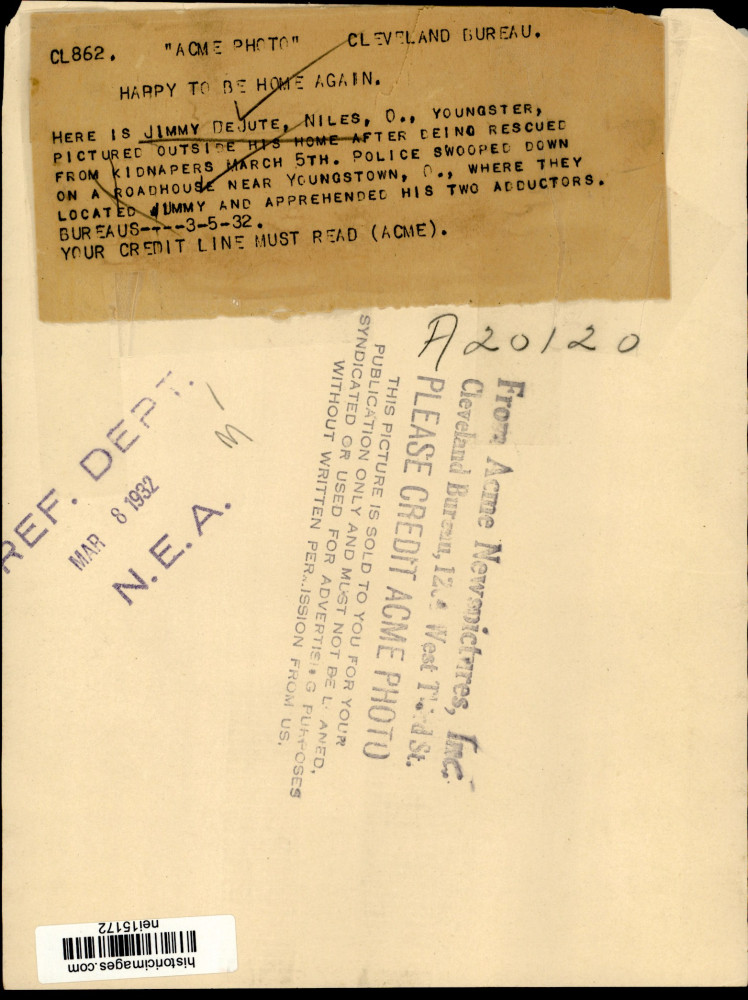 CL862. "ACME PHOTO" CLEVELAND BUREAU.
HAPPY TO BE HOME AGAIN.
HERE IS JIMMY DEJUTE, NILES, O., YOUNGSTER,
PICTURED OUTSIDE HIS HOME AFTER BEING RESCUED
FROM KIDNAPERS MARCH 5TH. POLICE SWOOPED DOWN
ON A ROADHOUSE NEAR YOUNGSTOWN, O., WHERE THEY
LOCATED JIMMY AND APPREHENDED HIS TWO ABDUCTORS.
BUREAUS----3-5-32.
YOUR CREDIT LINE MUST READ (ACME).
A20120
From Acme Newspictures, Inc.
Cleveland Bureau, West Third St.
PLEASE CREDIT ACME PHOTO
THIS PICTURE IS SOLD TO YOU FOR YOUR
PUBLICATION ONLY AND MUST NOT BE LOANED,
SYNDICATED OR USED FOR ADVERTISING PURPOSES
WITHOUT WRITTEN PERMISSION FROM US.
REF. DEPT.
MAR 8 1932
N. E. A.
historicimages.com
nei15172